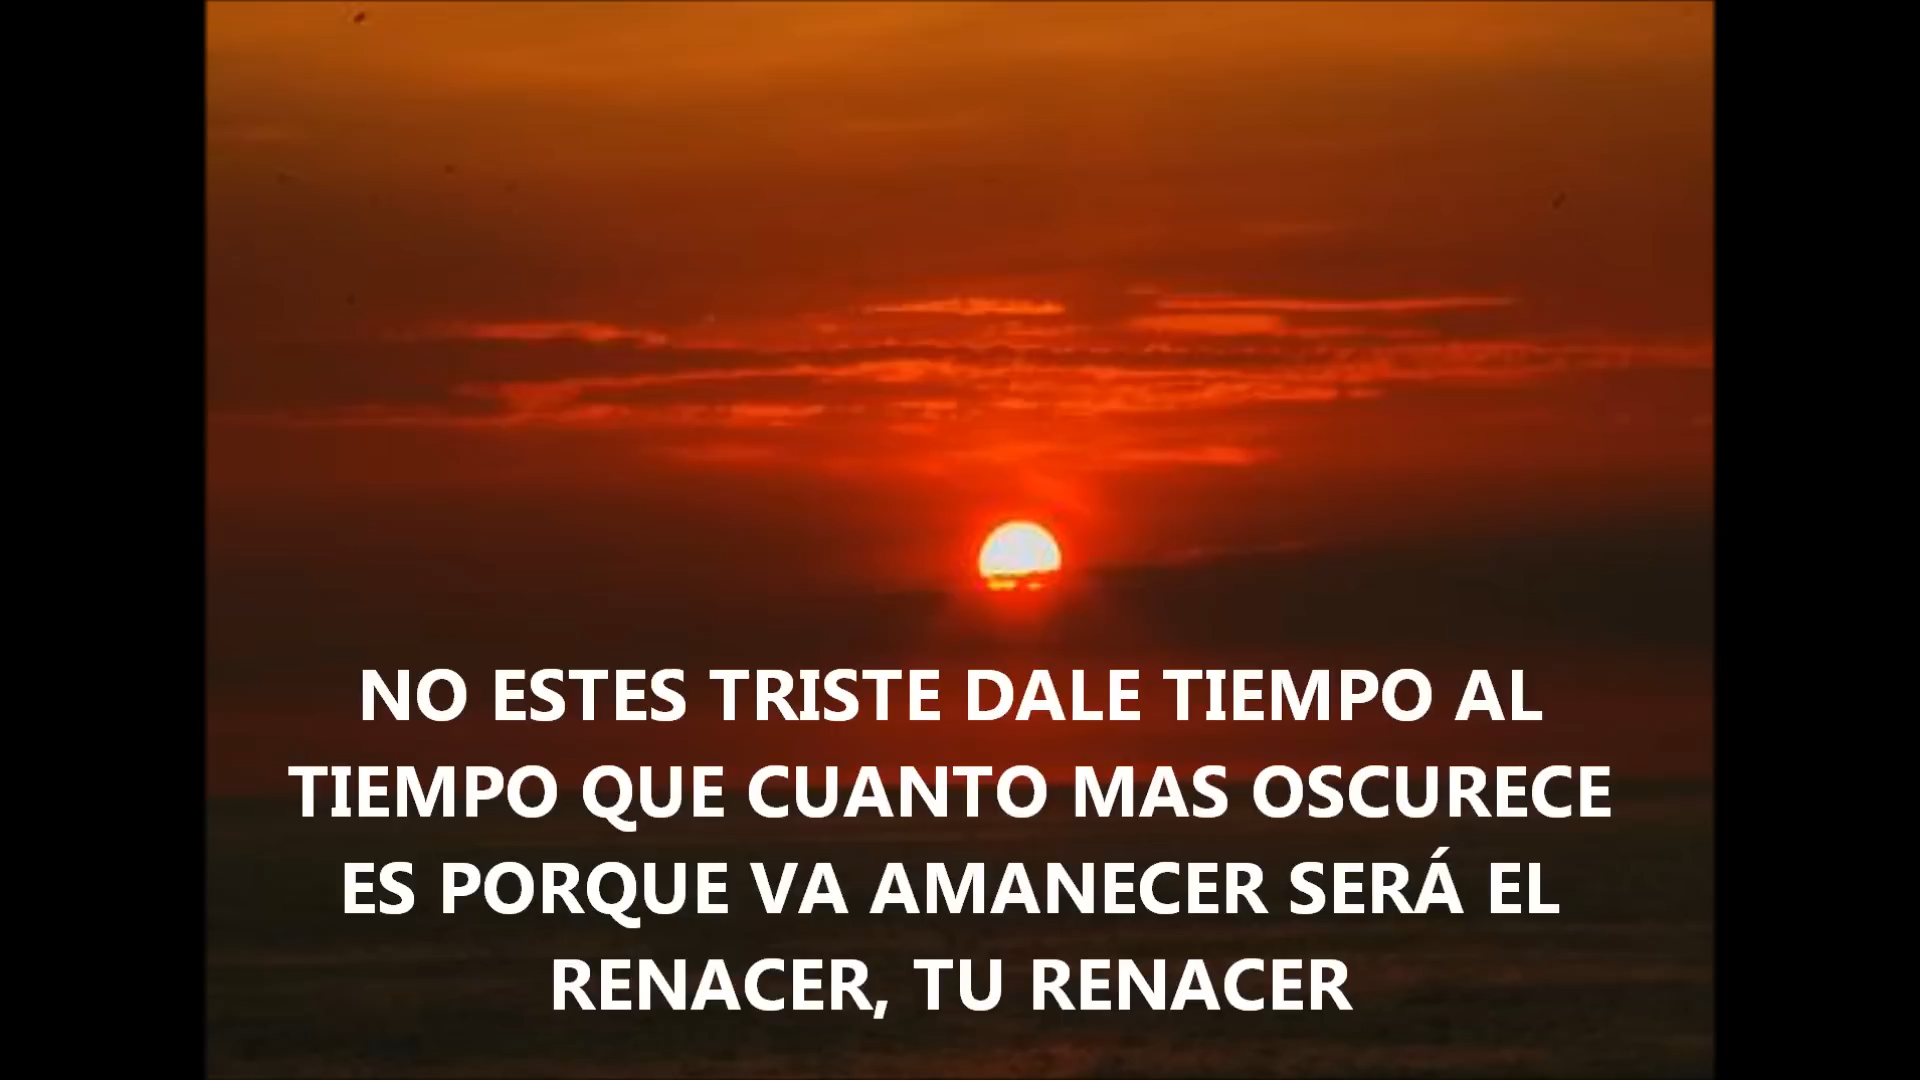 NO ESTES TRISTE DALE TIEMPO AL
TIEMPO QUE CUANTO MAS OSCURECE
ES PORQUE VA AMANECER SERÁ EL
RENACER, TU RENACER